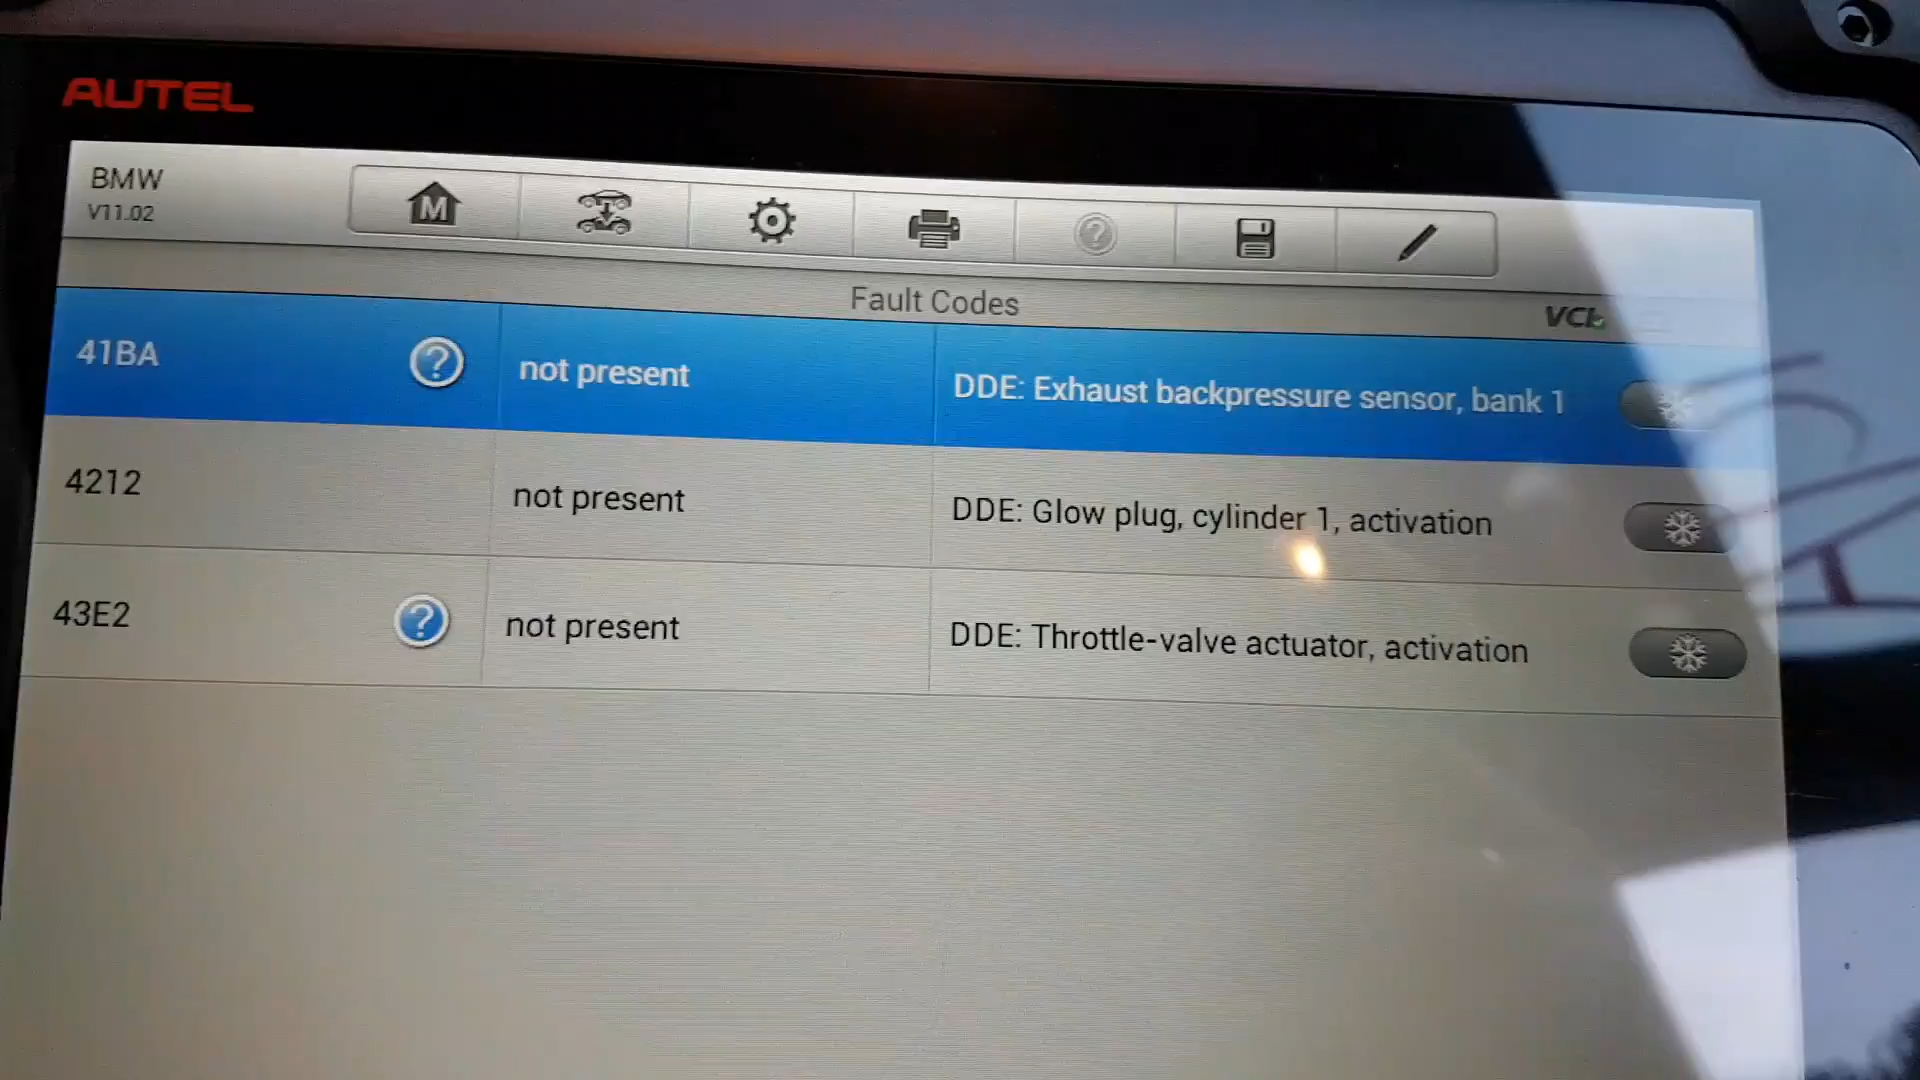 AUTEL
BMW
V11.02
M
Fault Codes
VCI
41BA ? not present DDE: Exhaust backpressure sensor, bank 1
4212 not present DDE: Glow plug, cylinder 1, activation
43E2 ? not present DDE: Throttle-valve actuator, activation